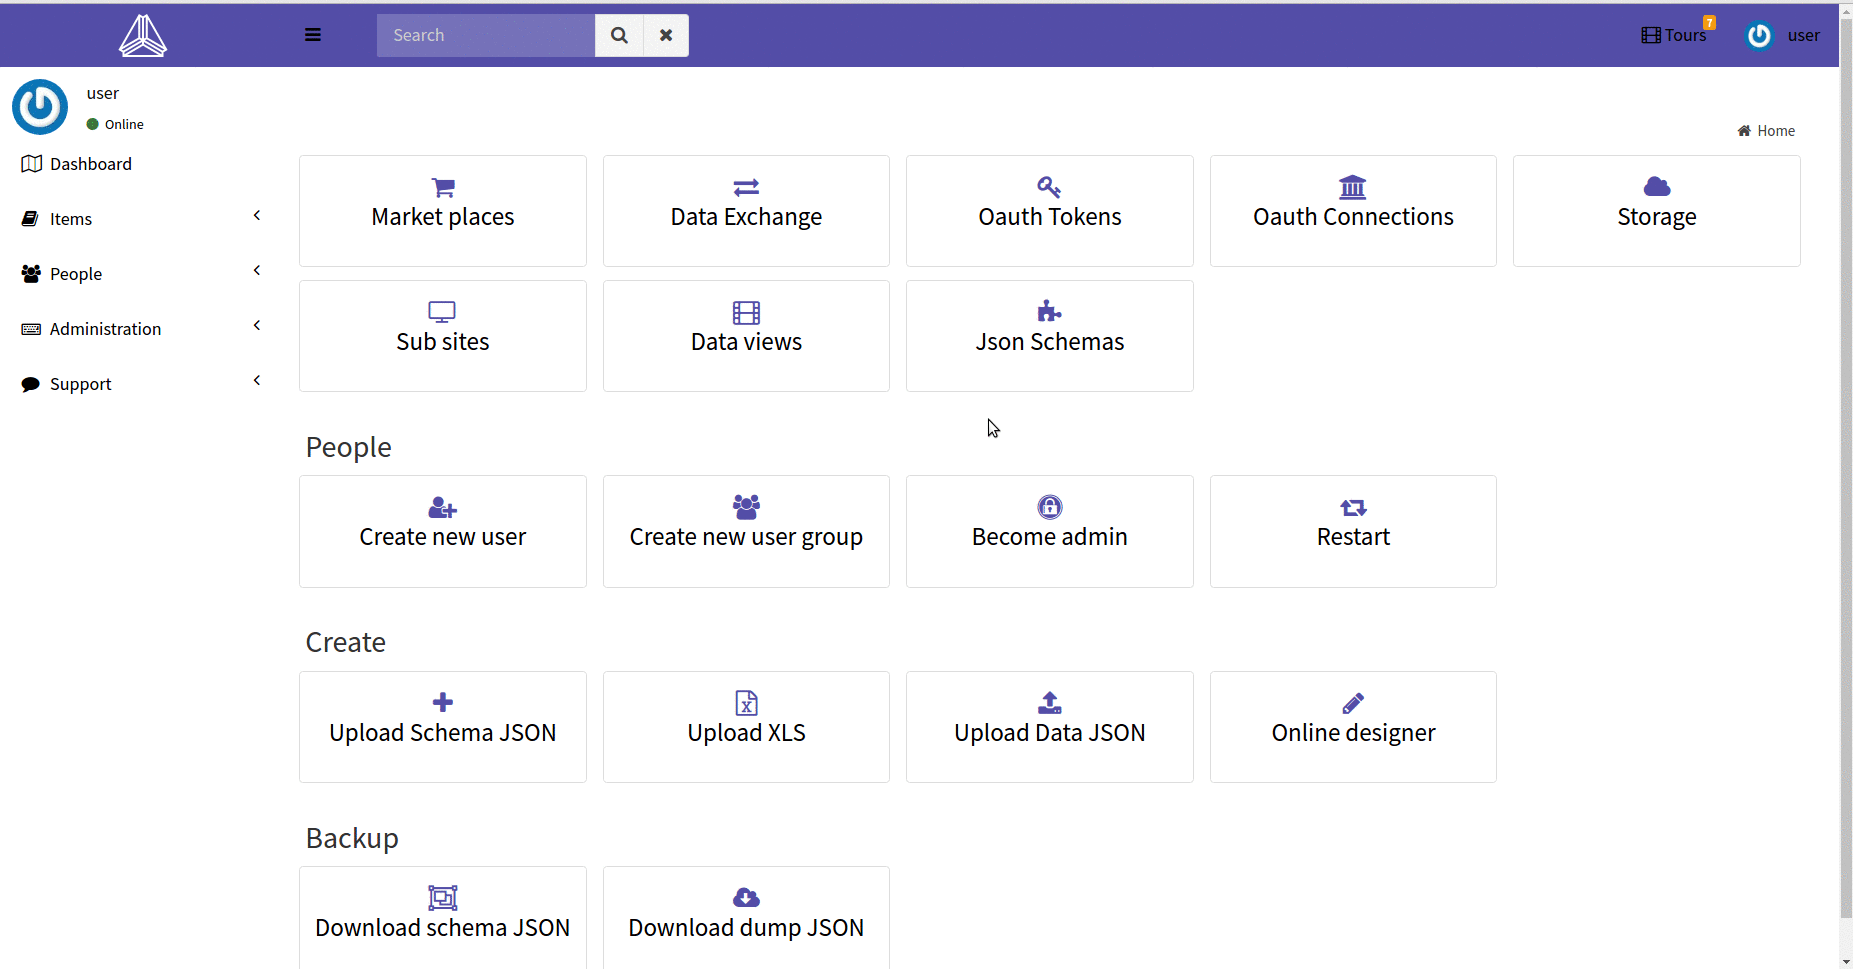 Search
Tours
7
user
user
Online
Home
Dashboard
Items
People
Administration
Support
Market places
Data Exchange
Oauth Tokens
Oauth Connections
Storage
Sub sites
Data views
Json Schemas
People
Create new user
Create new user group
Become admin
Restart
Create
Upload Schema JSON
Upload XLS
Upload Data JSON
Online designer
Backup
Download schema JSON
Download dump JSON